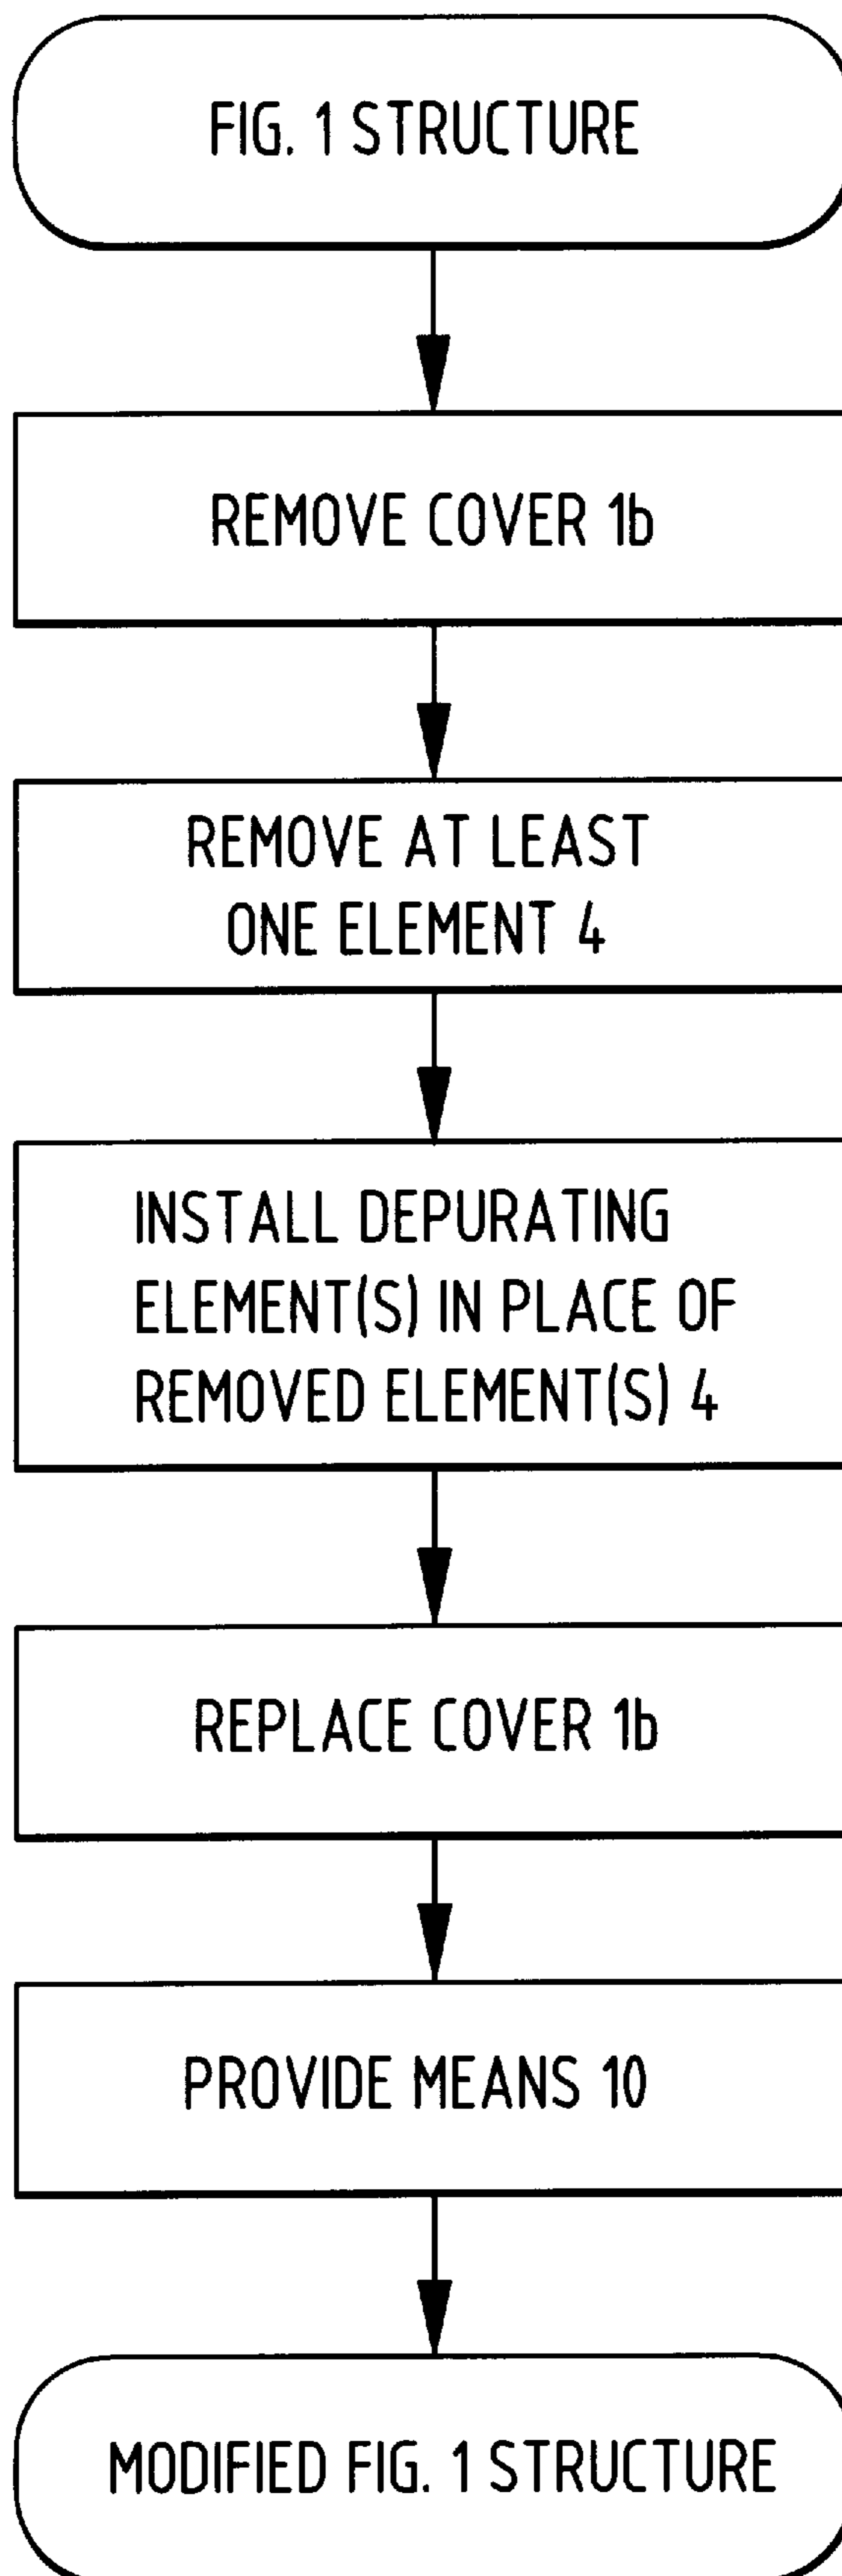 FIG. 1 STRUCTURE
REMOVE COVER 1b
REMOVE AT LEAST
ONE ELEMENT 4
INSTALL DEPURATING
ELEMENT(S) IN PLACE OF
REMOVED ELEMENT(S) 4
REPLACE COVER 1b
PROVIDE MEANS 10
MODIFIED FIG. 1 STRUCTURE